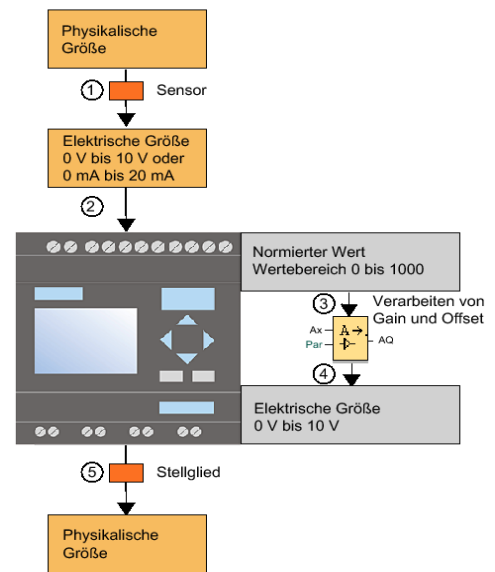 Physikalische
Größe
1
Sensor
Elektrische Größe
0 V bis 10 V oder
0 mA bis 20 mA
2
Normierter Wert
Wertebereich 0 bis 1000
3
Verarbeiten von
Gain und Offset
Ax
A→
Par
AQ
4
Elektrische Größe
0 V bis 10 V
5
Stellglied
Physikalische
Größe